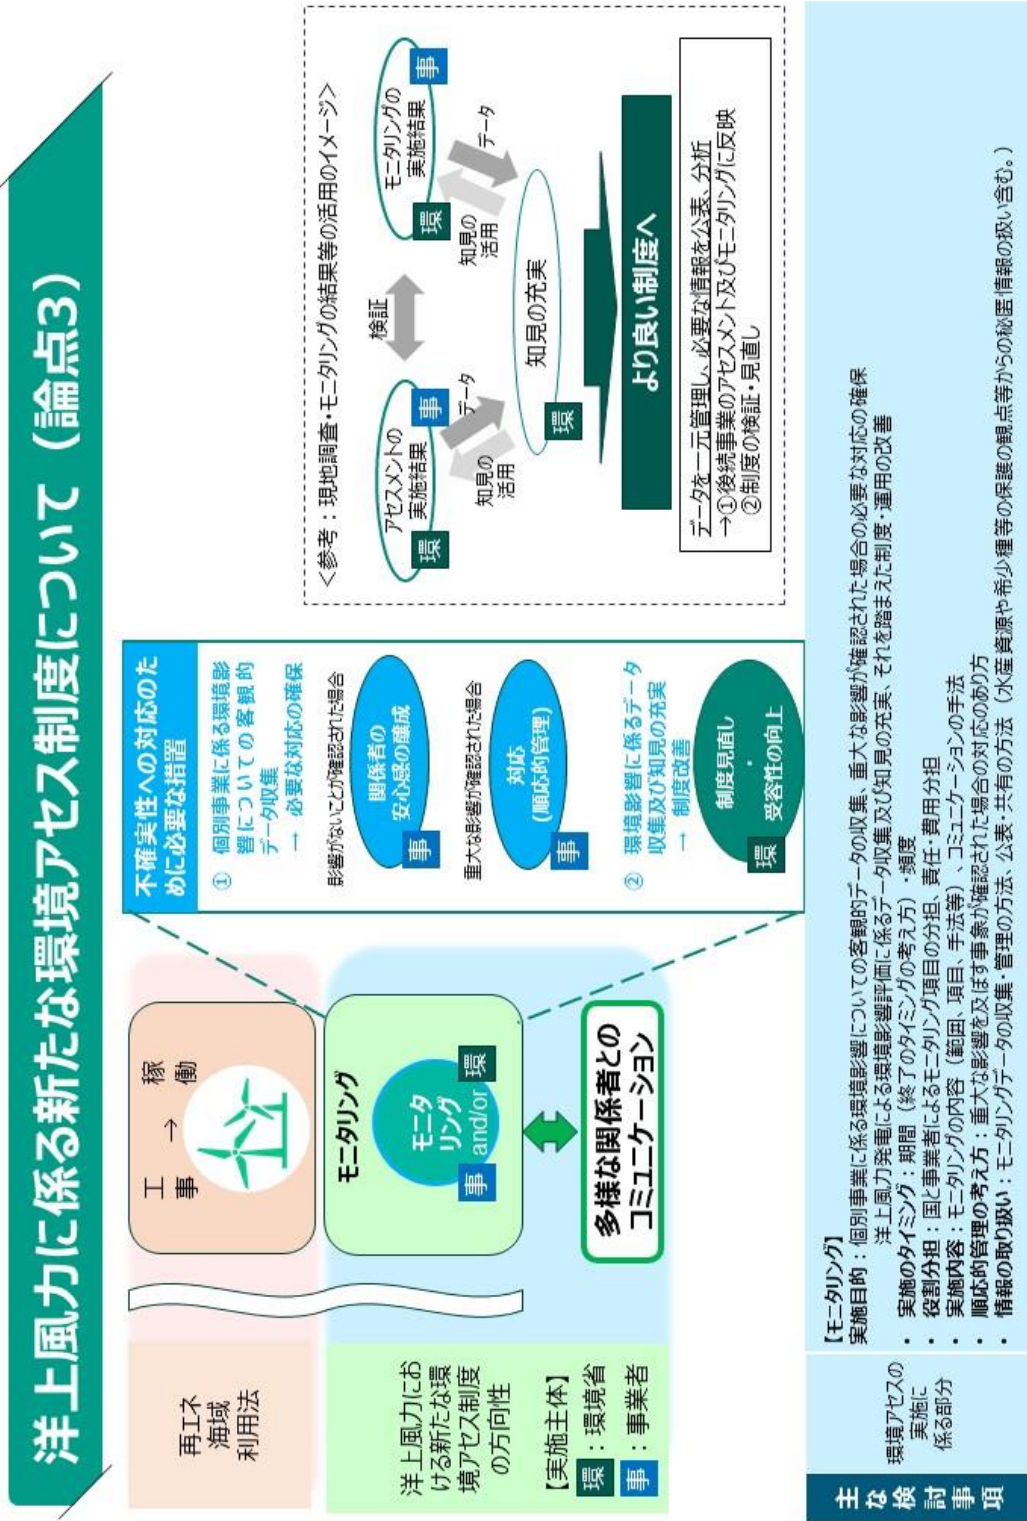 洋上風力に係る新たな環境アセス制度について（論点3）
再エネ
海域
利用法
工事 → 稼働
洋上風力にお
ける新たな環
境アセス制度
の方向性
【実施主体】
環：環境省
事：事業者
モニタリング
モニタ
リング
事 and/or 環
多様な関係者との
コミュニケーション
不確実性への対応のた
めに必要な措置
① 個別事業に係る環境影
響についての客観的
データ収集
→ 必要な対応の確保
影響がないことが確認された場合
関係者の
安心感の醸成
事
重大な影響が確認された場合
対応
(順応的管理)
事
② 環境影響に係るデータ
収集及び知見の充実
→ 制度改善
制度見直し
・
受容性の向上
環
＜参考：現地調査・モニタリングの結果等の活用のイメージ＞
アセスメントの
実施結果
環
事
検証
モニタリングの
実施結果
環
事
知見の
活用
データ
知見の
活用
データ
知見の充実
環
より良い制度へ
データを一元管理し、必要な情報を公表、分析
→①後続事業のアセスメント及びモニタリングに反映
②制度の検証・見直し
主な検討事項
環境アセスの
実施に
係る部分
【モニタリング】
実施目的：個別事業に係る環境影響についての客観的データの収集、重大な影響が確認された場合の必要な対応の確保
洋上風力発電による環境影響評価に係るデータ収集及び知見の充実、それを踏まえた制度・運用の改善
・ 実施のタイミング：期間（終了のタイミングの考え方）・頻度
・ 役割分担：国と事業者によるモニタリング項目の分担、責任・費用分担
・ 実施内容：モニタリングの内容（範囲、項目、手法等）、コミュニケーションの手法
・ 順応的管理の考え方：重大な影響を及ぼす事象が確認された場合の対応のあり方
・ 情報の取り扱い：モニタリングデータの収集・管理の方法、公表・共有の方法（水産資源や希少種等の保護の観点等からの秘匿情報の扱い含む。）